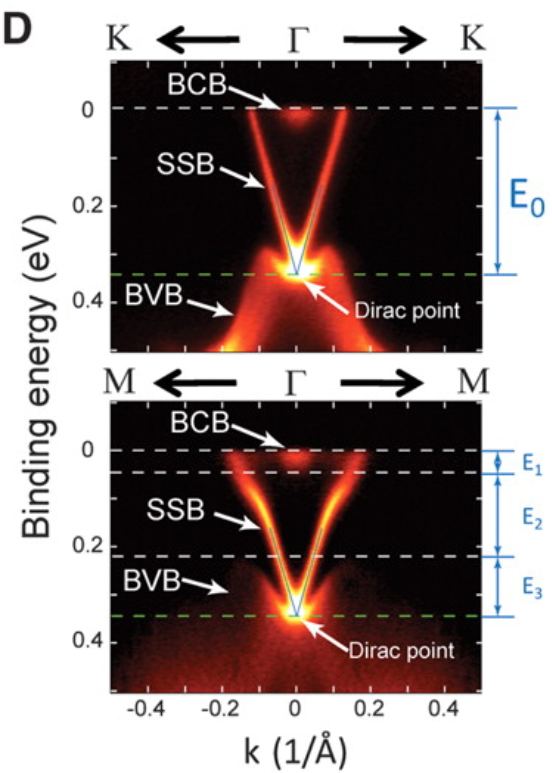 D
K Γ K
BCB
SSB
BVB
Dirac point
E0
0
0.2
0.4
M Γ M
BCB
SSB
BVB
Dirac point
E1
E2
E3
0
0.2
0.4
Binding energy (eV)
-0.4 -0.2 0 0.2 0.4
k (1/Å)